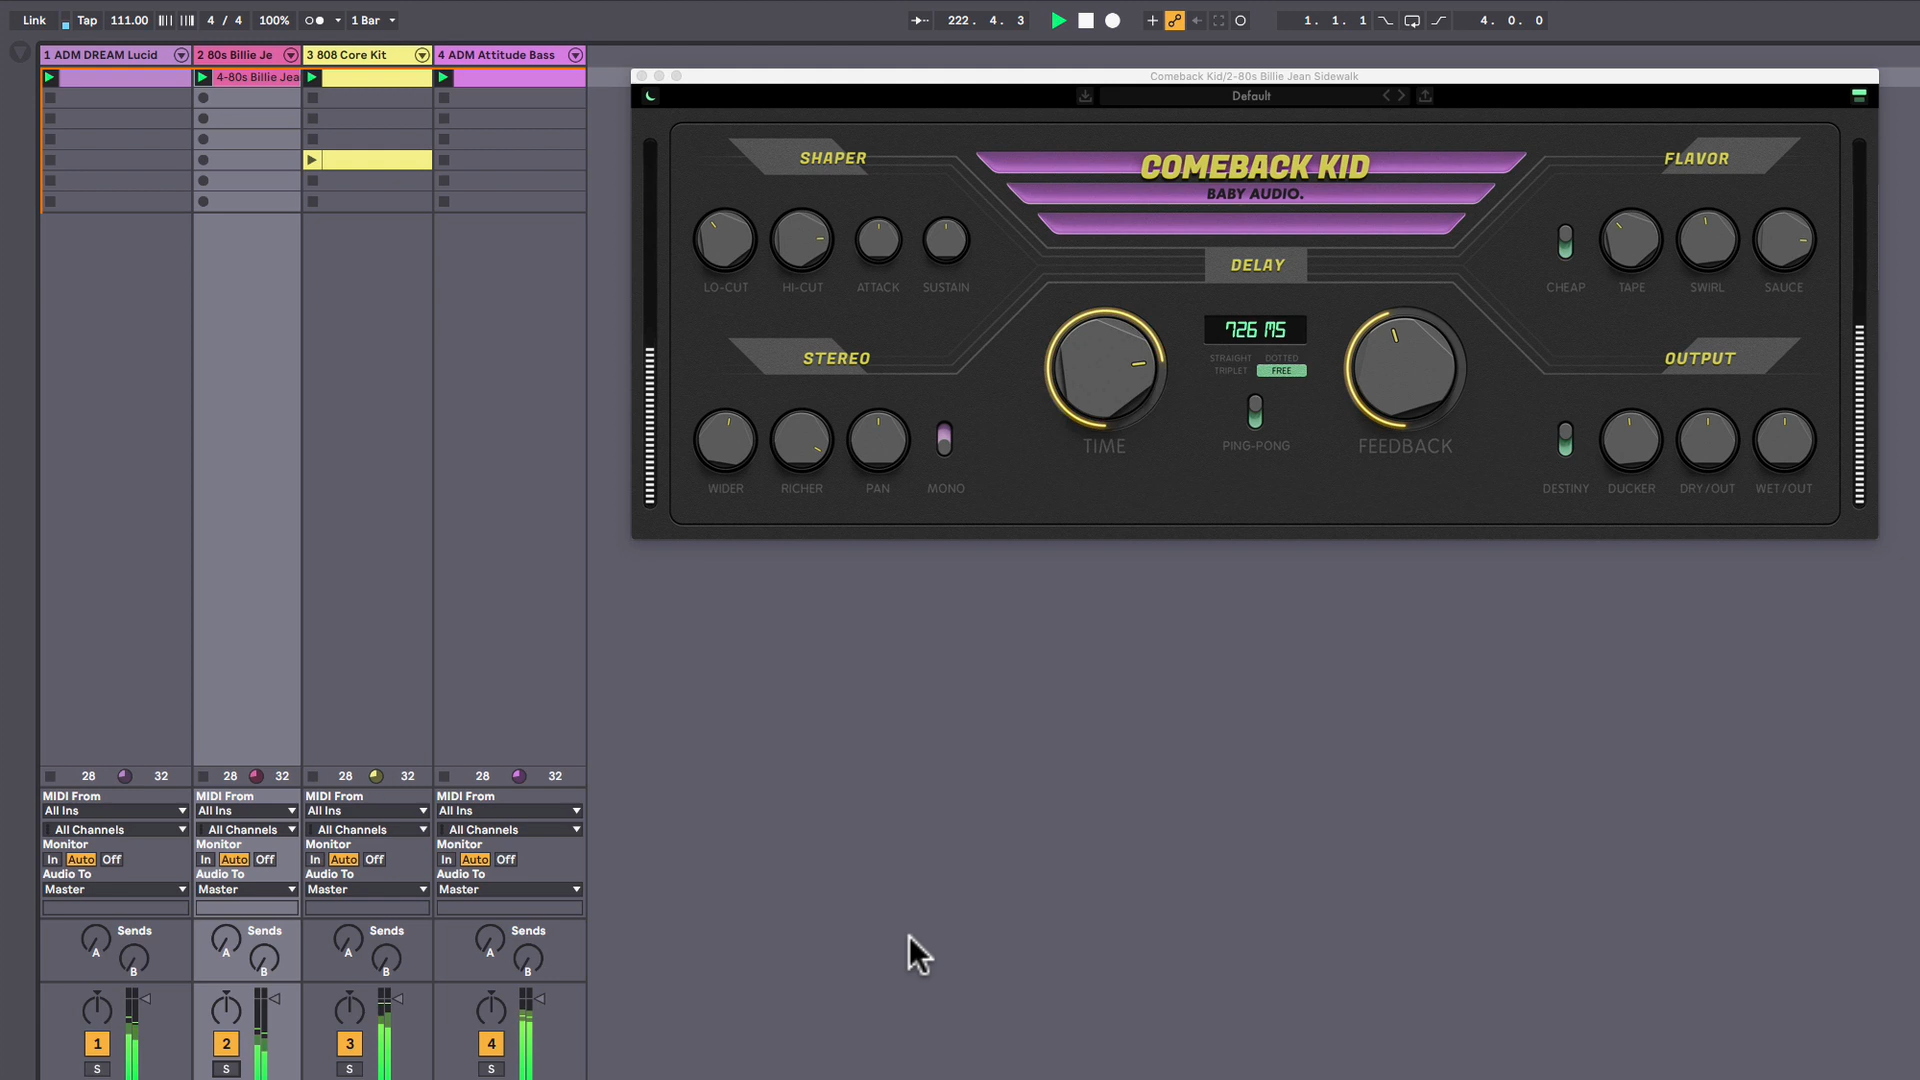 Link Tap 111.00 4 / 4 100% 1 Bar 222. 4. 3 1. 1. 1 4. 0. 0
1 ADM DREAM Lucid 2 80s Billie Je 3 808 Core Kit 4 ADM Attitude Bass
4-80s Billie Jea
Comeback Kid/2-80s Billie Jean Sidewalk
Default
SHAPER
COMEBACK KID
BABY AUDIO.
FLAVOR
LO-CUT HI-CUT ATTACK SUSTAIN
DELAY
CHEAP TAPE SWIRL SAUCE
726 MS
STRAIGHT DOTTED
TRIPLET FREE
STEREO
OUTPUT
TIME PING-PONG FEEDBACK
WIDER RICHER PAN MONO
DESTINY DUCKER DRY/OUT WET/OUT
28 32 28 32 28 32 28 32
MIDI From MIDI From MIDI From MIDI From
All Ins All Ins All Ins All Ins
All Channels All Channels All Channels All Channels
Monitor Monitor Monitor Monitor
In Auto Off In Auto Off In Auto Off In Auto Off
Audio To Audio To Audio To Audio To
Master Master Master Master
Sends Sends Sends Sends
A A A A
B B B B
1 2 3 4
S S S S